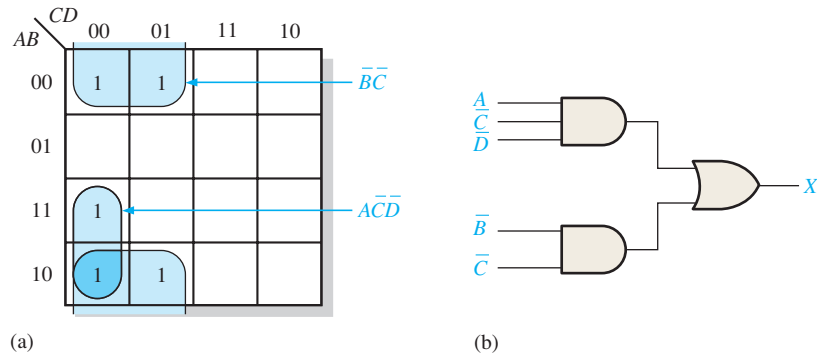 CD
AB
00 01 11 10
00 1 1 B̅C̅
01
11 1 AC̅D̅
10 1 1
(a)
A
C̅
D̅
X
B̅
C̅
(b)